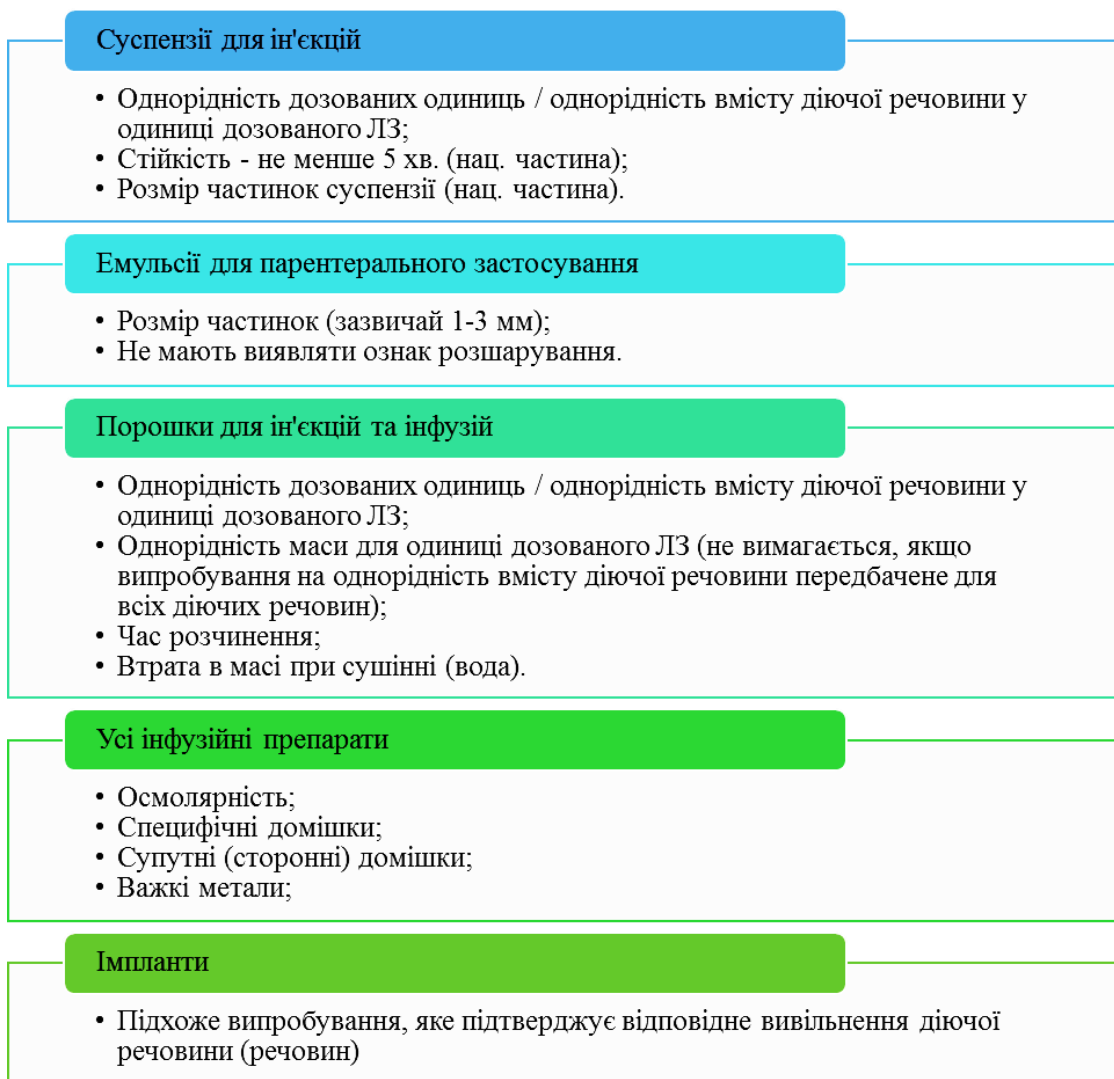 Суспензії для ін'єкцій
• Однорідність дозованих одиниць / однорідність вмісту діючої речовини у
одиниці дозованого ЛЗ;
• Стійкість - не менше 5 хв. (нац. частина);
• Розмір частинок суспензії (нац. частина).
Емульсії для парентерального застосування
• Розмір частинок (зазвичай 1-3 мм);
• Не мають виявляти ознак розшарування.
Порошки для ін'єкцій та інфузій
• Однорідність дозованих одиниць / однорідність вмісту діючої речовини у
одиниці дозованого ЛЗ;
• Однорідність маси для одиниці дозованого ЛЗ (не вимагається, якщо
випробування на однорідність вмісту діючої речовини передбачене для
всіх діючих речовин);
• Час розчинення;
• Втрата в масі при сушінні (вода).
Усі інфузійні препарати
• Осмолярність;
• Специфічні домішки;
• Супутні (сторонні) домішки;
• Важкі метали;
Імпланти
• Підхоже випробування, яке підтверджує відповідне вивільнення діючої
речовини (речовин)